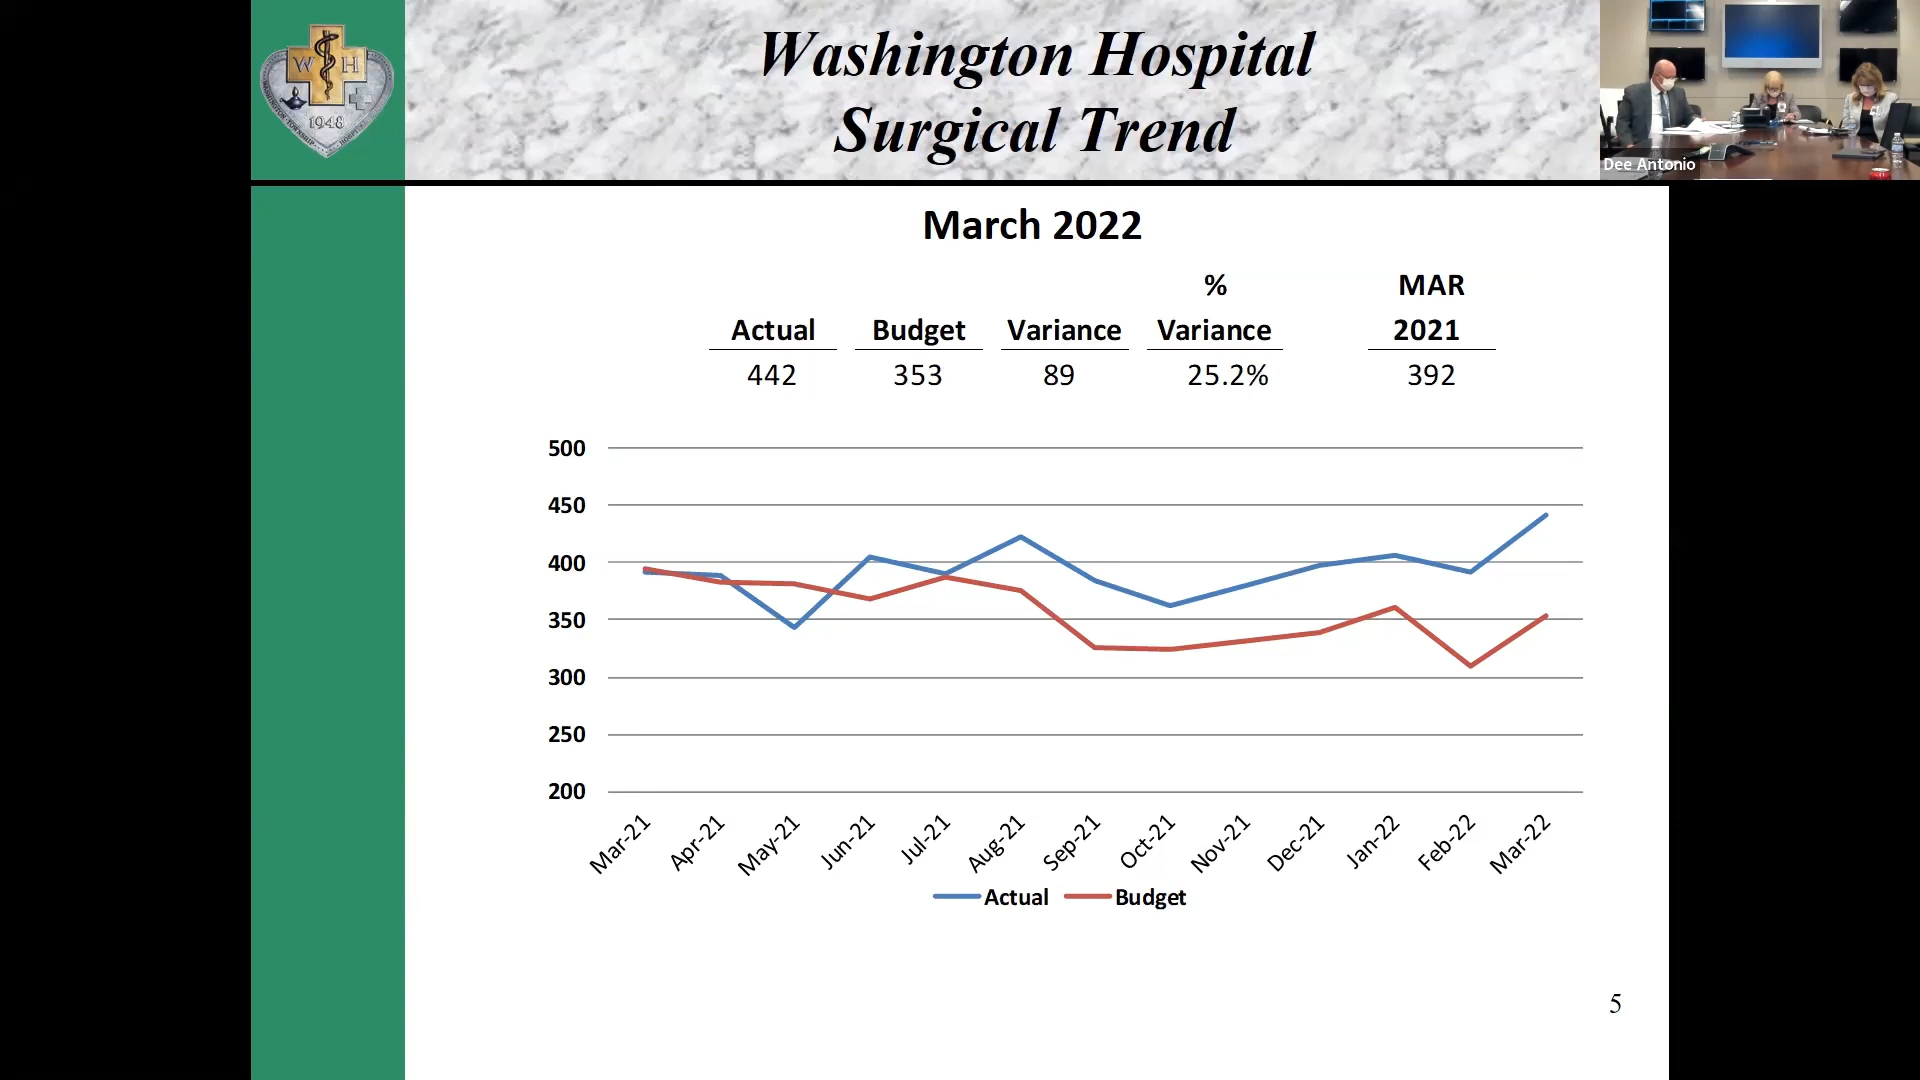 Washington Hospital
Surgical Trend
W H
1948
Dee Antonio
March 2022
% MAR
Actual Budget Variance Variance 2021
442 353 89 25.2% 392
500
450
400
350
300
250
200
Mar-21 Apr-21 May-21 Jun-21 Jul-21 Aug-21 Sep-21 Oct-21 Nov-21 Dec-21 Jan-22 Feb-22 Mar-22
Actual Budget
5